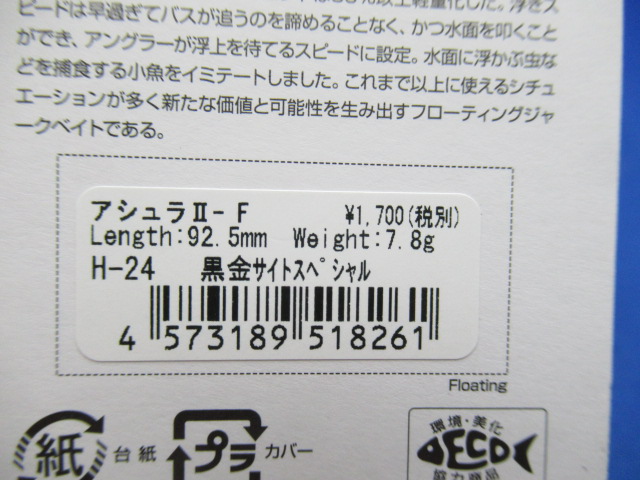 ピードは早過ぎてバスが追うのを諦めることなく、かつ水面を叩くこと
ができ、アングラーが浮上を待てるスピードに設定。水面に浮かぶ虫な
どを捕食する小魚をイミテートしました。これまで以上に使えるシチュ
エーションが多く新たな価値と可能性を生み出すフローティングジャ
ークベイトである。
アシュラⅡ-F ¥1,700(税別)
Length:92.5mm Weight:7.8g
H-24 黒金サイトスペシャル
4 573189 518261
Floating
紙 台紙 プラ カバー
環境・美化
ECO
協力商品